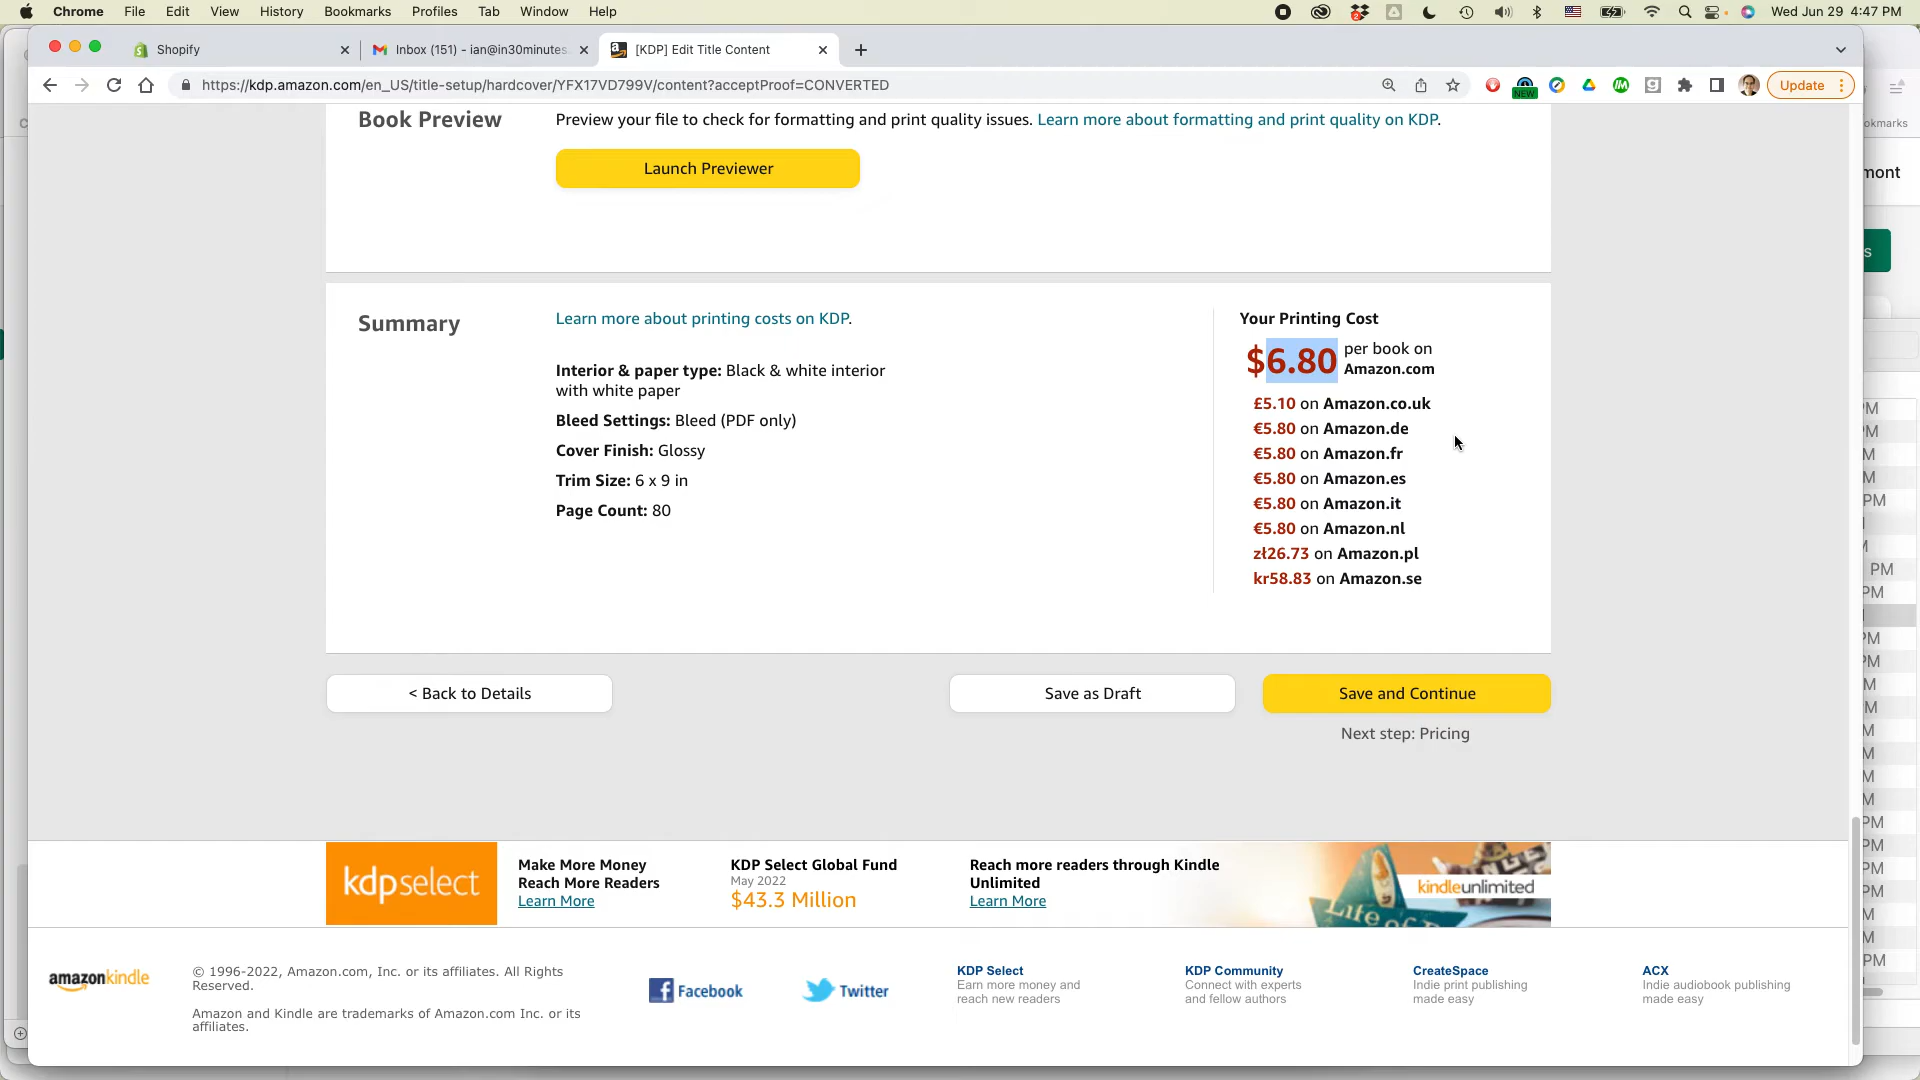 Chrome File Edit View History Bookmarks Profiles Tab Window Help
2
Wed Jun 29 4:47 PM
Shopify
Inbox (151) - ian@in30minutes.
[KDP] Edit Title Content
https://kdp.amazon.com/en_US/title-setup/hardcover/YFX17VD799V/content?acceptProof=CONVERTED
NEW
Update
okmarks
mont
s
Book Preview
Preview your file to check for formatting and print quality issues. Learn more about formatting and print quality on KDP.
Launch Previewer
Summary
Learn more about printing costs on KDP.
Interior & paper type: Black & white interior
with white paper
Bleed Settings: Bleed (PDF only)
Cover Finish: Glossy
Trim Size: 6 x 9 in
Page Count: 80
Your Printing Cost
$6.80 per book on
Amazon.com
£5.10 on Amazon.co.uk
€5.80 on Amazon.de
€5.80 on Amazon.fr
€5.80 on Amazon.es
€5.80 on Amazon.it
€5.80 on Amazon.nl
zł26.73 on Amazon.pl
kr58.83 on Amazon.se
< Back to Details
Save as Draft
Save and Continue
Next step: Pricing
kdpselect
Make More Money
Reach More Readers
Learn More
KDP Select Global Fund
May 2022
$43.3 Million
Reach more readers through Kindle
Unlimited
Learn More
kindleunlimited
Life of
amazonkindle
© 1996-2022, Amazon.com, Inc. or its affiliates. All Rights
Reserved.
Amazon and Kindle are trademarks of Amazon.com Inc. or its
affiliates.
Facebook
Twitter
KDP Select
Earn more money and
reach new readers
KDP Community
Connect with experts
and fellow authors
CreateSpace
Indie print publishing
made easy
ACX
Indie audiobook publishing
made easy